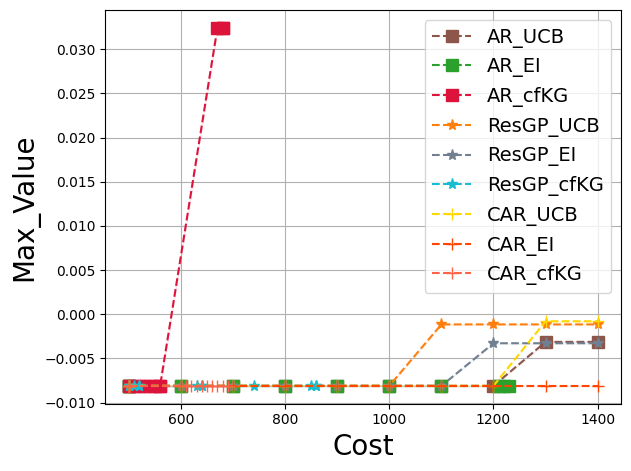 0.030
0.025
0.020
0.015
0.010
0.005
0.000
−0.005
−0.010
Max_Value
600
800
1000
1200
1400
Cost
AR_UCB
AR_EI
AR_cfKG
ResGP_UCB
ResGP_EI
ResGP_cfKG
CAR_UCB
CAR_EI
CAR_cfKG